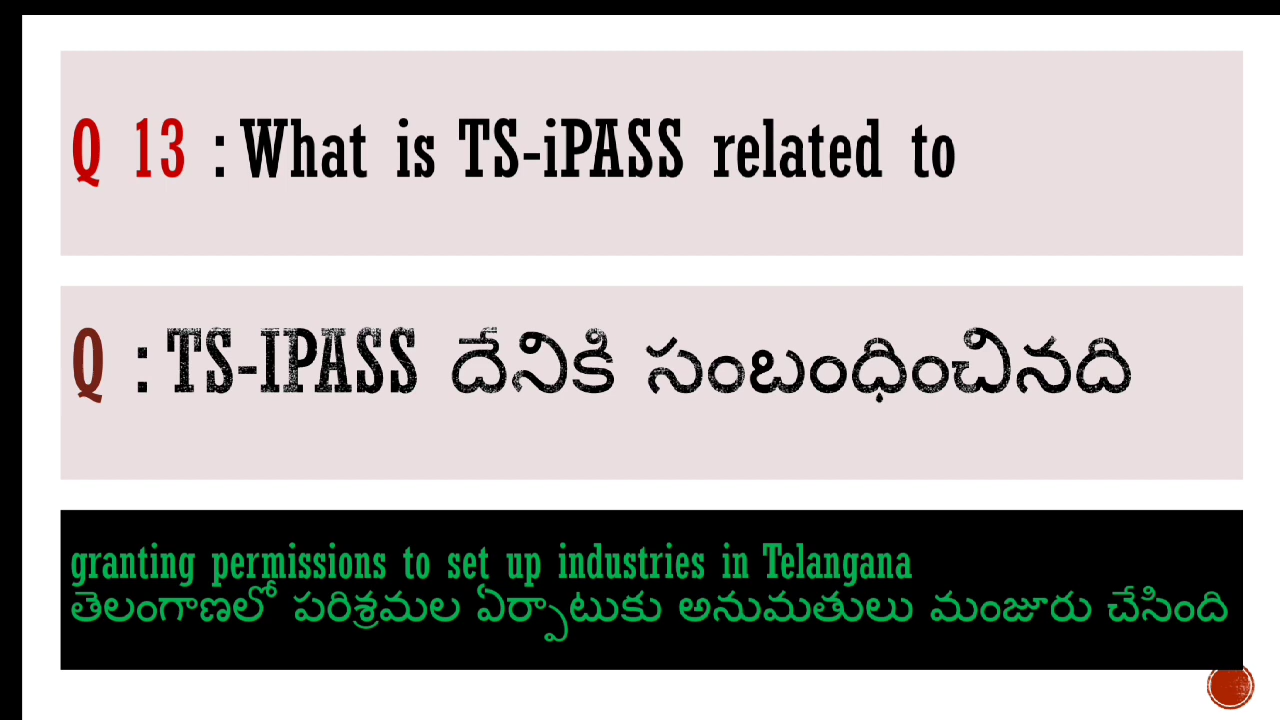 Q 13 : What is TS-iPASS related to
Q : TS-IPASS దేనికి సంబంధించినది
granting permissions to set up industries in Telangana
తెలంగాణలో పరిశ్రమల ఏర్పాటుకు అనుమతులు మంజూరు చేసింది